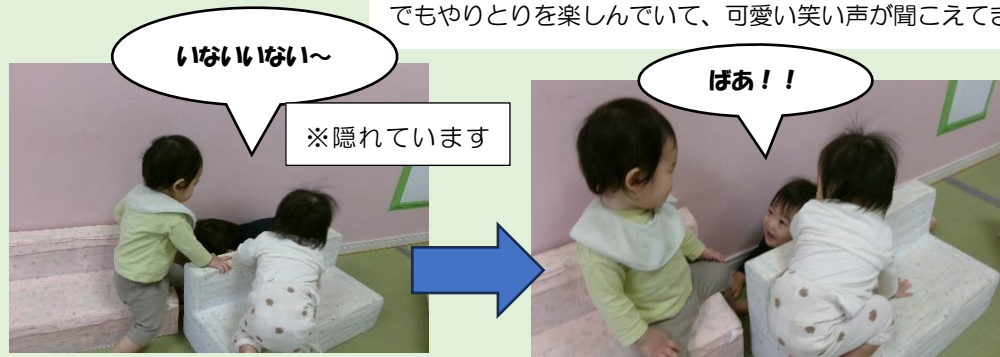 でもやりとりを楽しんでいて、可愛い笑い声が聞こえてま
いないいない～
ばあ！！
※隠れています